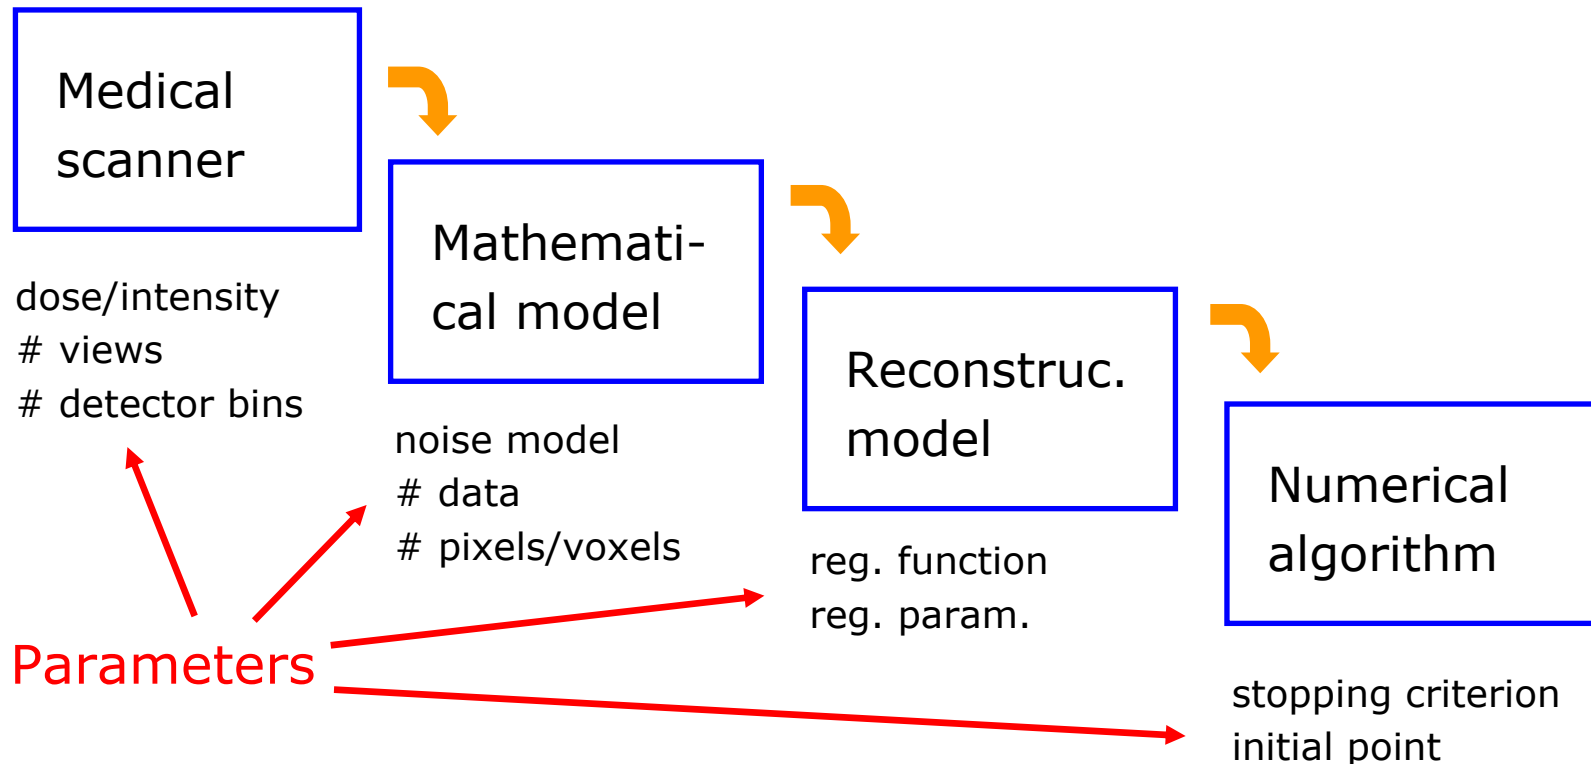 Medical
scanner
dose/intensity
# views
# detector bins
Mathemati-
cal model
noise model
# data
# pixels/voxels
Reconstruc.
model
reg. function
reg. param.
Numerical
algorithm
stopping criterion
initial point
Parameters